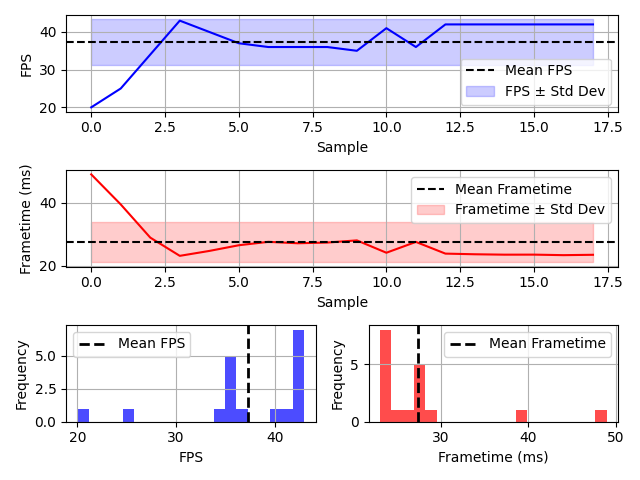 40
30
20
FPS
Mean FPS
FPS ± Std Dev
0.0 2.5 5.0 7.5 10.0 12.5 15.0 17.5
Sample
40
20
Frametime (ms)
Mean Frametime
Frametime ± Std Dev
0.0 2.5 5.0 7.5 10.0 12.5 15.0 17.5
Sample
5.0
2.5
0.0
Frequency
Mean FPS
20 30 40
FPS
5
0
Frequency
Mean Frametime
30 40 50
Frametime (ms)